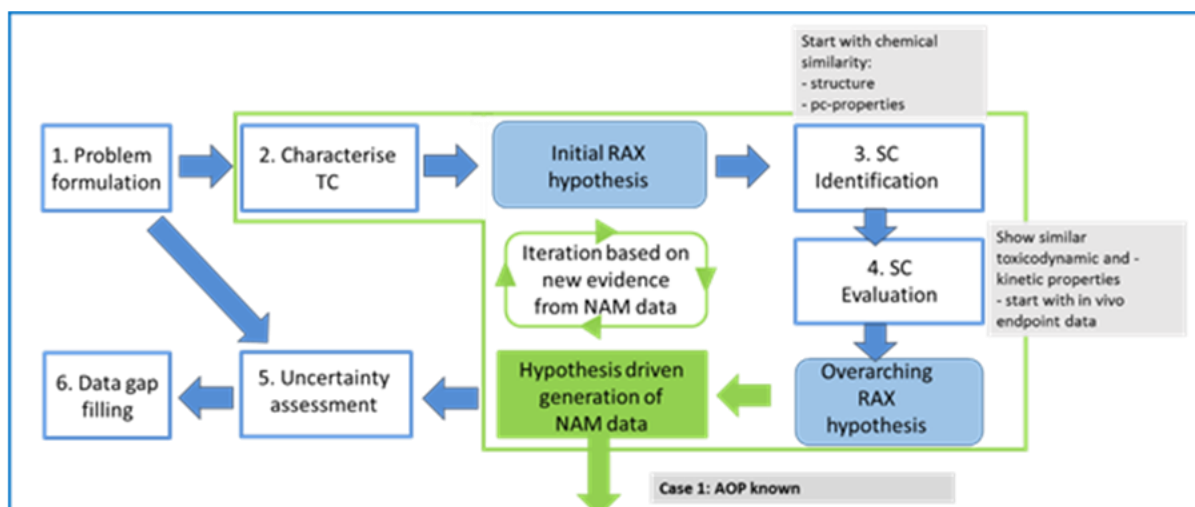 Start with chemical
similarity:
- structure
- pc-properties
1. Problem
formulation
2. Characterise
TC
Initial RAX
hypothesis
3. SC
Identification
Iteration based on
new evidence
from NAM data
4. SC
Evaluation
Show similar
toxicodynamic and -
kinetic properties
- start with in vivo
endpoint data
6. Data gap
filling
5. Uncertainty
assessment
Hypothesis driven
generation of
NAM data
Overarching
RAX
hypothesis
Case 1: AOP known